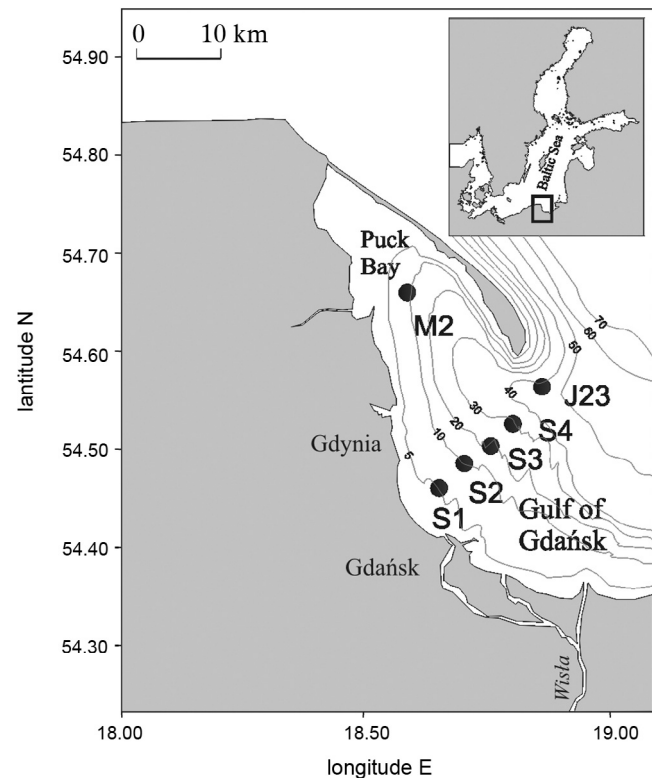 0 10 km
54.90
54.80
54.70
54.60
54.50
54.40
54.30
lantitude N
18.00 18.50 19.00
longitude E
Baltic Sea
Puck
Bay
M2
J23
S4
S3
S2
S1
Gdynia
Gdańsk
Gulf of
Gdańsk
Wisła
5
10
20
30
40
50
60
70